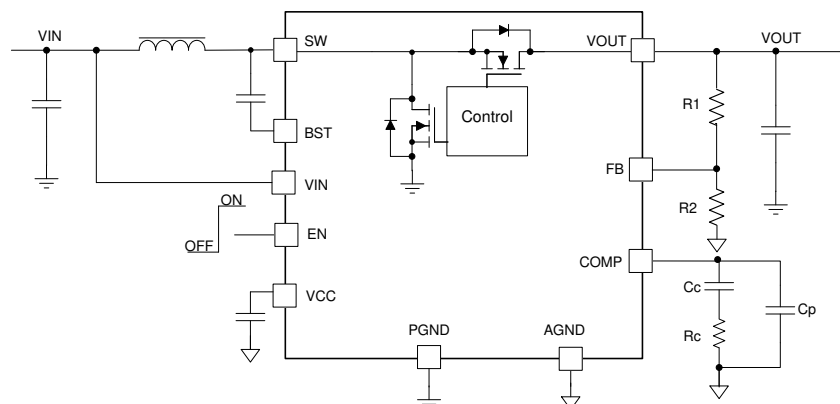 VIN
SW
VOUT
VOUT
R1
Control
BST
FB
VIN
ON
R2
OFF
EN
COMP
Cc
VCC
Cp
PGND
AGND
Rc